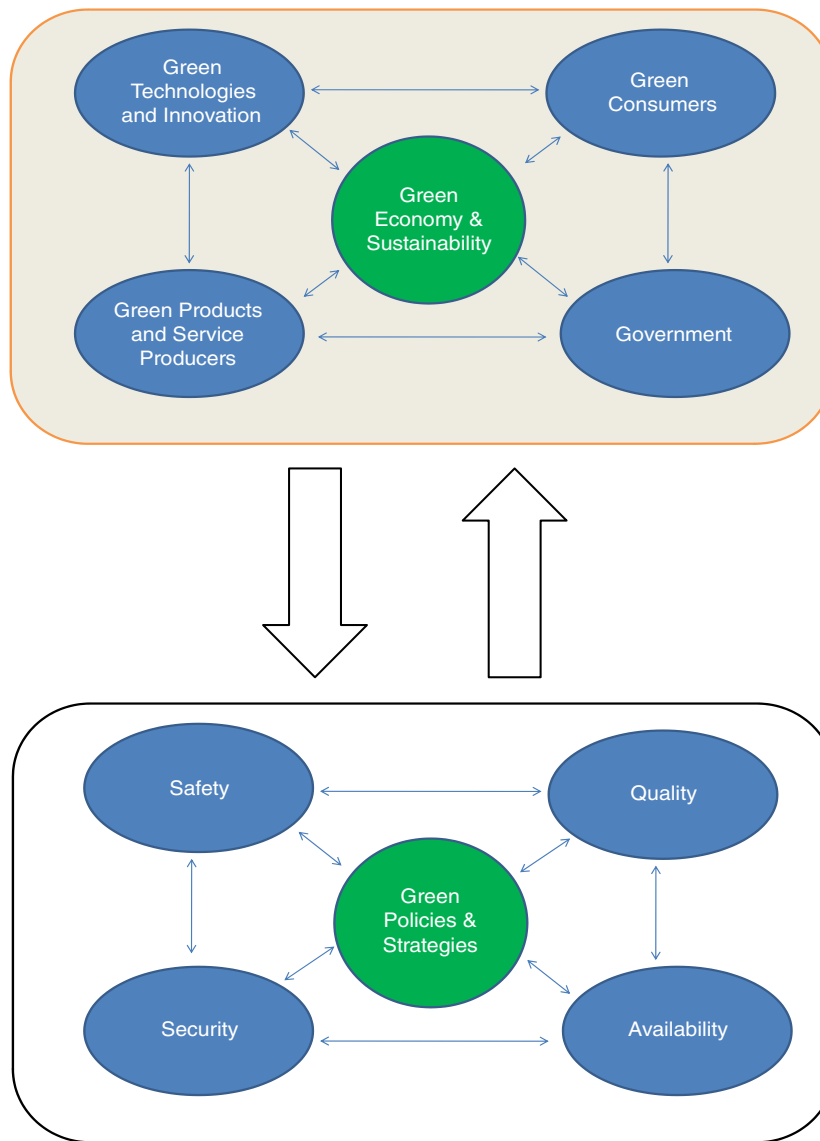 Green
Technologies
and Innovation
Green
Consumers
Green
Economy &
Sustainability
Green Products
and Service
Producers
Government
Safety
Quality
Green
Policies &
Strategies
Security
Availability